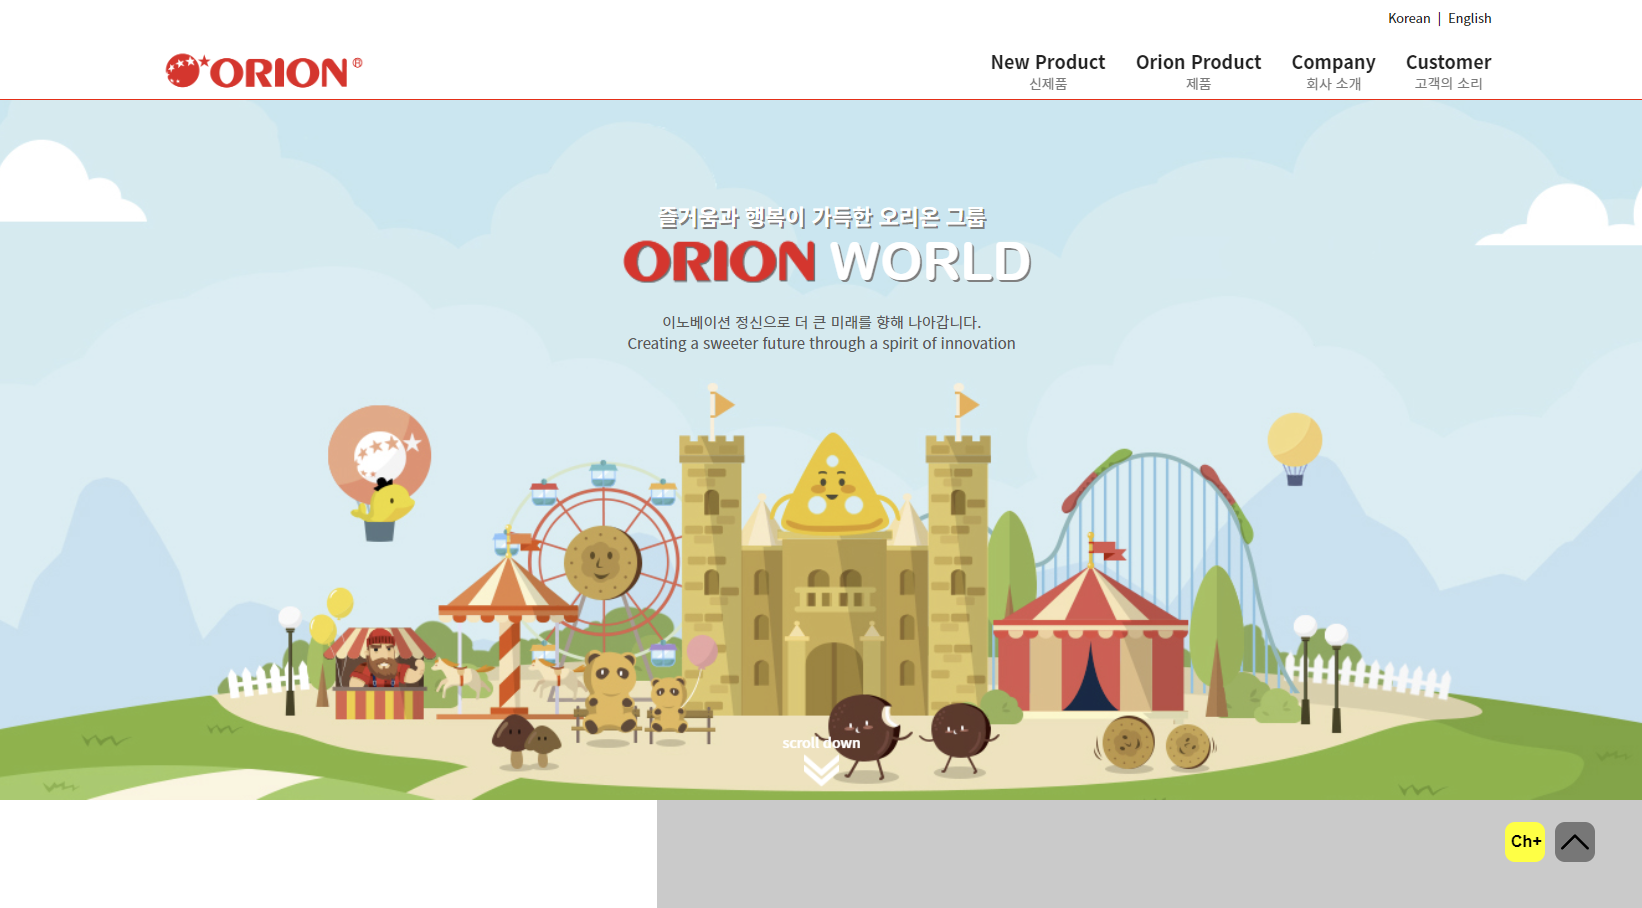 Korean | English
ORION®
New Product
신제품
Orion Product
제품
Company
회사 소개
Customer
고객의 소리
즐거움과 행복이 가득한 오리온 그룹
ORION WORLD
이노베이션 정신으로 더 큰 미래를 향해 나아갑니다.
Creating a sweeter future through a spirit of innovation
scroll down
Ch+